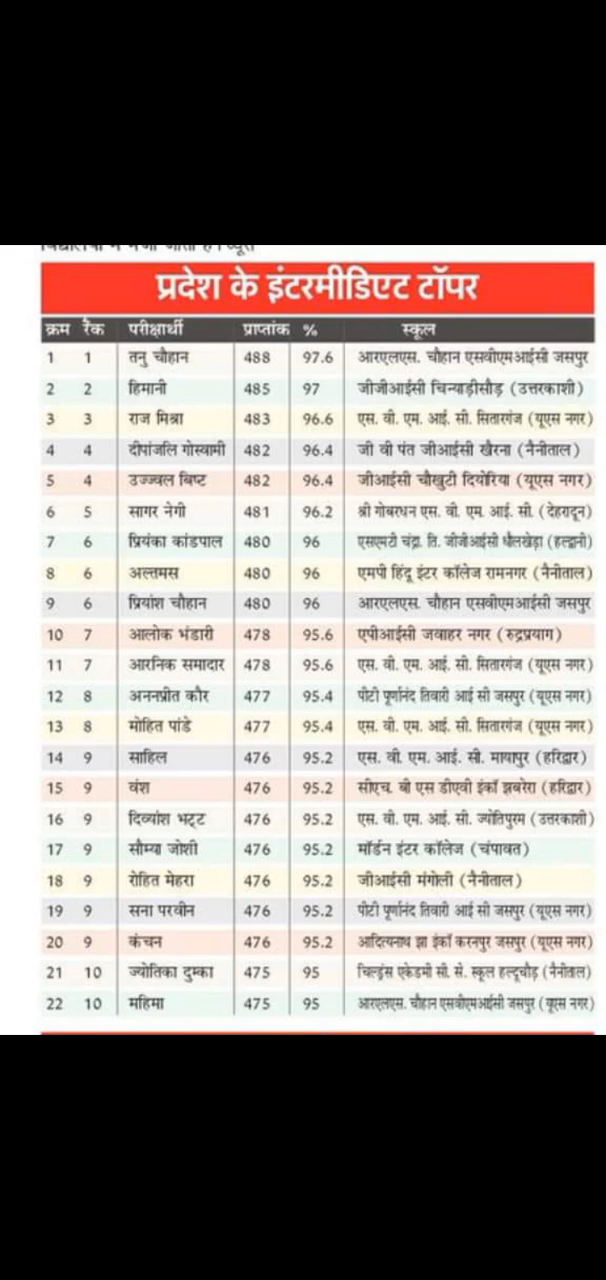 प्रदेश के इंटरमीडिएट टॉपर
क्रम रैंक परीक्षार्थी प्राप्तांक % स्कूल
1 1 तनु चौहान 488 97.6 आरएलएस. चौहान एसवीएमआईसी जसपुर
2 2 हिमानी 485 97 जीजीआईसी चिन्याड़ीसौड़ (उत्तरकाशी)
3 3 राज मिश्रा 483 96.6 एस. वी. एम. आई. सी. सितारगंज (यूएस नगर)
4 4 दीपांजलि गोस्वामी 482 96.4 जी वी पंत जीआईसी खैरना (नैनीताल)
5 4 उज्ज्वल बिष्ट 482 96.4 जीआईसी चौखुटी दियोरिया (यूएस नगर)
6 5 सागर नेगी 481 96.2 श्री गोबरधन एस. वी. एम. आई. सी. (देहरादून)
7 6 प्रियंका कांडपाल 480 96 एसएमटी चंद्रा. ति. जीजीआईसी धौलखेड़ा (हल्द्वानी)
8 6 अल्तमस 480 96 एमपी हिंदू इंटर कॉलेज रामनगर (नैनीताल)
9 6 प्रियांश चौहान 480 96 आरएलएस. चौहान एसवीएमआईसी जसपुर
10 7 आलोक भंडारी 478 95.6 एपीआईसी जवाहर नगर (रुद्रप्रयाग)
11 7 आरनिक समादार 478 95.6 एस. वी. एम. आई. सी. सितारगंज (यूएस नगर)
12 8 अननप्रीत कौर 477 95.4 पीटी पूर्णानंद तिवारी आई सी जसपुर (यूएस नगर)
13 8 मोहित पांडे 477 95.4 एस. वी. एम. आई. सी. सितारगंज (यूएस नगर)
14 9 साहिल 476 95.2 एस. वी. एम. आई. सी. मायापुर (हरिद्वार)
15 9 वंश 476 95.2 सीएच. बी एस डीएवी इंकॉ झबरेरा (हरिद्वार)
16 9 दिव्यांश भट्ट 476 95.2 एस. वी. एम. आई. सी. ज्योतिपुरम (उत्तरकाशी)
17 9 सौम्या जोशी 476 95.2 मॉर्डन इंटर कॉलेज (चंपावत)
18 9 रोहित मेहरा 476 95.2 जीआईसी मंगोली (नैनीताल)
19 9 सना परवीन 476 95.2 पीटी पूर्णानंद तिवारी आई सी जसपुर (यूएस नगर)
20 9 कंचन 476 95.2 आदित्यनाथ झा इंकॉ करनपुर जसपुर (यूएस नगर)
21 10 ज्योतिका दुम्का 475 95 चिल्ड्रंस एकेडमी सी. से. स्कूल हल्दूचौड़ (नैनीताल)
22 10 महिमा 475 95 आरएलएस. चौहान एसवीएमआईसी जसपुर (यूएस नगर)